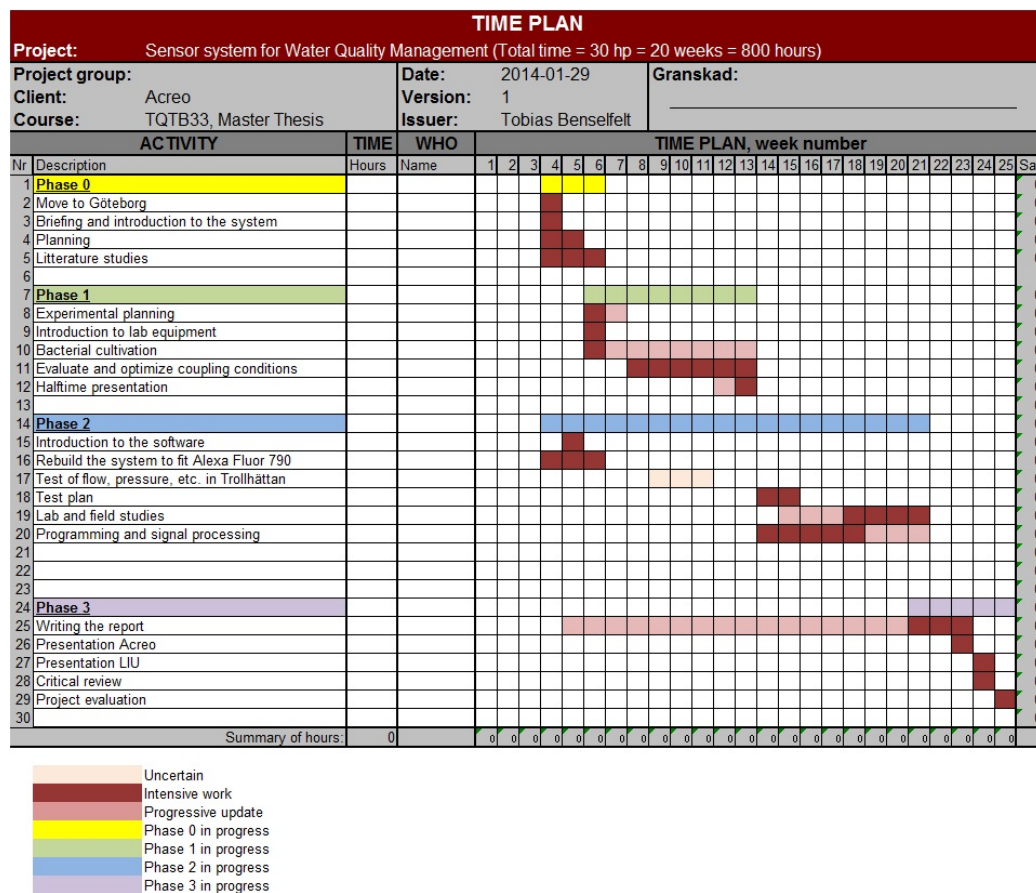 TIME PLAN
Project: Sensor system for Water Quality Management (Total time = 30 hp = 20 weeks = 800 hours)
Project group: Date: 2014-01-29 Granskad:
Client: Acreo Version: 1
Course: TQTB33, Master Thesis Issuer: Tobias Benselfelt
ACTIVITY TIME WHO TIME PLAN, week number
Nr Description Hours Name 1 2 3 4 5 6 7 8 9 10 11 12 13 14 15 16 17 18 19 20 21 22 23 24 25 Sa
1 Phase 0
2 Move to Göteborg
3 Briefing and introduction to the system
4 Planning
5 Litterature studies
6
7 Phase 1
8 Experimental planning
9 Introduction to lab equipment
10 Bacterial cultivation
11 Evaluate and optimize coupling conditions
12 Halftime presentation
13
14 Phase 2
15 Introduction to the software
16 Rebuild the system to fit Alexa Fluor 790
17 Test of flow, pressure, etc. in Trollhättan
18 Test plan
19 Lab and field studies
20 Programming and signal processing
21
22
23
24 Phase 3
25 Writing the report
26 Presentation Acreo
27 Presentation LIU
28 Critical review
29 Project evaluation
30
Summary of hours: 0 0 0 0 0 0 0 0 0 0 0 0 0 0 0 0 0 0 0 0 0 0 0 0 0 0
Uncertain
Intensive work
Progressive update
Phase 0 in progress
Phase 1 in progress
Phase 2 in progress
Phase 3 in progress